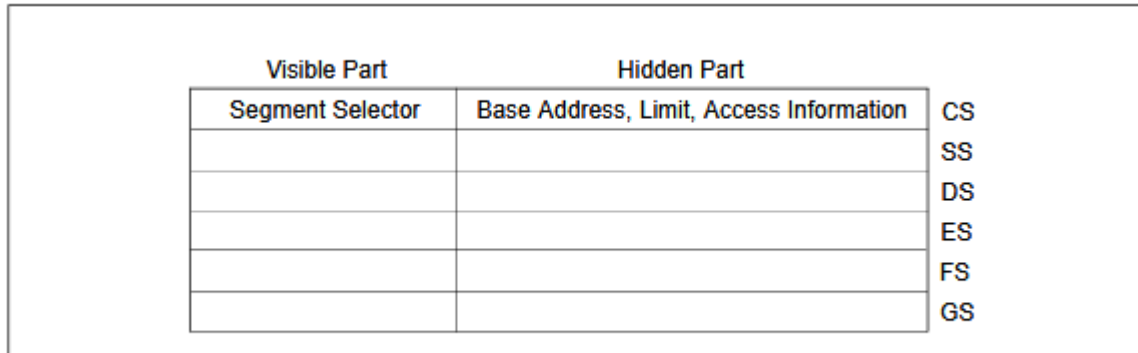 Visible Part Hidden Part
Segment Selector Base Address, Limit, Access Information CS
SS
DS
ES
FS
GS